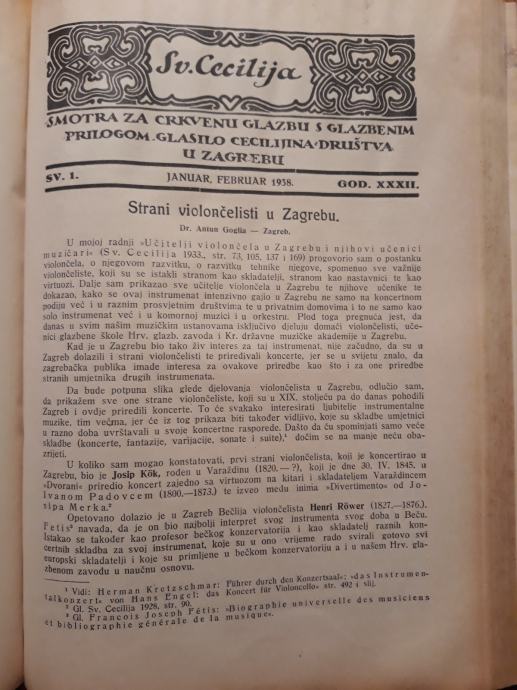 Sv. Cecilija
SMOTRA ZA CRKVENU GLAZBU S GLAZBENIM
PRILOGOM. GLASILO CECILIJINA DRUŠTVA
U ZAGREBU
SV. 1. JANUAR, FEBRUAR 1938. GOD. XXXII.
Strani violončelisti u Zagrebu.
Dr. Antun Goglia — Zagreb.
U mojoj radnji »Učitelji violončela u Zagrebu i njihovi učenici
muzičari« (Sv. Cecilija 1933., str. 73, 105, 137 i 169) progovorio sam o postanku
violončela, o njegovom razvitku, o razvitku tehnike njegove, spomenuo sve važnije
violončeliste, koji su se istakli stranom kao skladatelji, stranom kao nastavnici te kao
virtuozi. Dalje sam prikazao sve učitelje violončela u Zagrebu te njihove učenike te
dokazao, kako se ovaj instrumenat intenzivno gajio u Zagrebu ne samo na koncertnom
podiju već i u raznim prosvjetnim društvima te u privatnim domovima i to ne samo kao
solo instrumenat već i u komornoj muzici i u orkestru. Plod toga pregnuća jest, da
danas u svim našim muzičkim ustanovama isključivo djeluju domaći violončelisti, uče-
nici glazbene škole Hrv. glazb. zavoda i Kr. državne muzičke akademije u Zagrebu.
Kad je u Zagrebu bio tako živ interes za taj instrumenat, nije začudno, da su u
Zagreb dolazili i strani violončelisti te priredivali koncerte, jer se u svijetu znalo, da
zagrebačka publika imade interesa za ovakove priredbe kao što i za one priredbe
stranih umjetnika drugih instrumenata.
Da bude potpuna slika glede djelovanja violončelista u Zagrebu, odlučio sam,
da prikažem sve one strane violončeliste, koji su u XIX. stoljeću pa do danas pohodili
Zagreb i ovdje priredili koncerte. To će svakako interesirati ljubitelje instrumentalne
muzike, tim većma, jer će iz tog prikaza biti također vidljivo, koje su skladbe umjetnici
u razno doba uvrštavali u svoje koncertne rasporede. Dašto da ću spominjati samo veće
skladbe (koncerte, fantazije, varijacije, sonate i suite),¹ dočim se na manje neću oba-
zrijeti.
U koliko sam mogao konstatovati, prvi strani violončelista, koji je koncertirao u
Zagrebu, bio je Josip Kök, rođen u Varaždinu (1820.—?), koji je dne 30. IV. 1845. u
»Dvorani« priredio koncert zajedno sa virtuozom na kitari i skladateljem Varaždincem
Ivanom Padovcem (1800.—1873.) te izveo među inima »Divertimento« od Jo-
sipa Merka.²
Opetovano dolazio je u Zagreb Bečlija violončelista Henri Röwer (1827.—1876.).
Fetis³ navada, da je on bio najbolji interpret svog instrumenta svog doba u Beču.
Istakao se također kao profesor bečkog konzervatorija i kao skladatelj raznih kon-
certnih skladba za svoj instrumenat, koje su u ono vrijeme rado svirali gotovo svi
europski skladatelji i koje su primljene u bečkom konzervatoriju a i u našem Hrv. gla-
zbenom zavodu u naučnu osnovu.
¹ Vidi: Herman Kretzschmar: Führer durch den Konzertsaal«: »das Instrumen-
talkonzert« von Hans Engel: das Konzert für Violoncello« str. 492 i slij.
² Gl. Sv. Cecilija 1928, str. 90.
³ Gl. François Joseph Fétis: »Biographie universelle des musiciens
et bibliographie générale de la musique«.